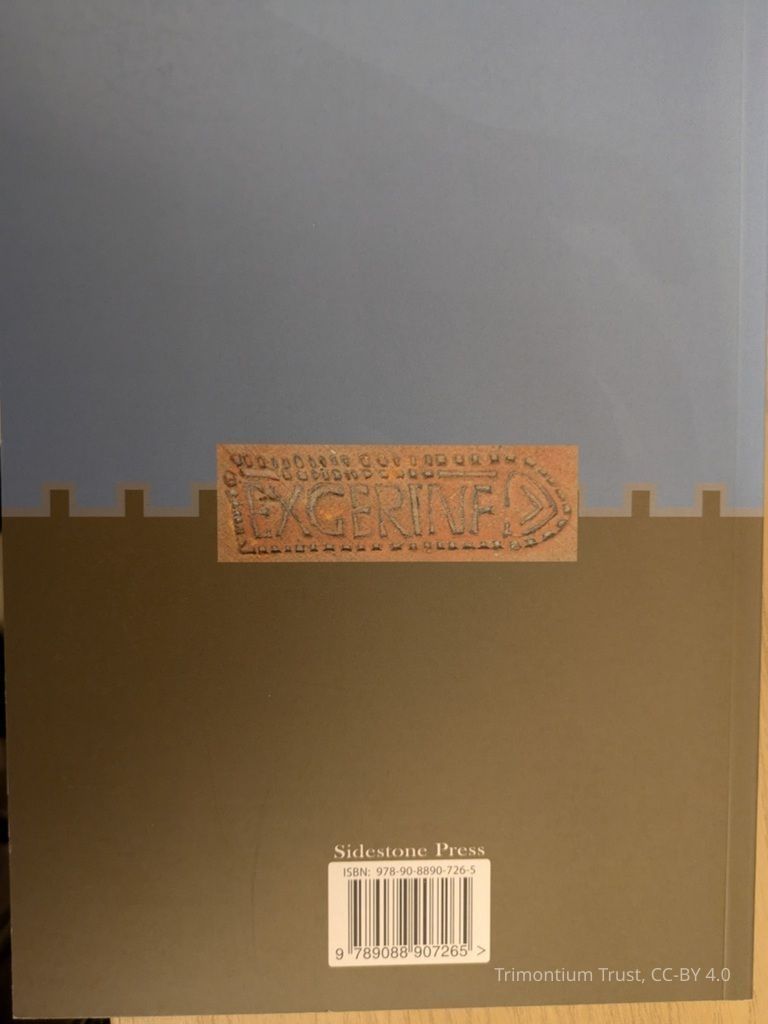 EXGERINF
Sidestone Press
ISBN: 978-90-8890-726-5
9 789088 907265 >
Trimontium Trust, CC-BY 4.0